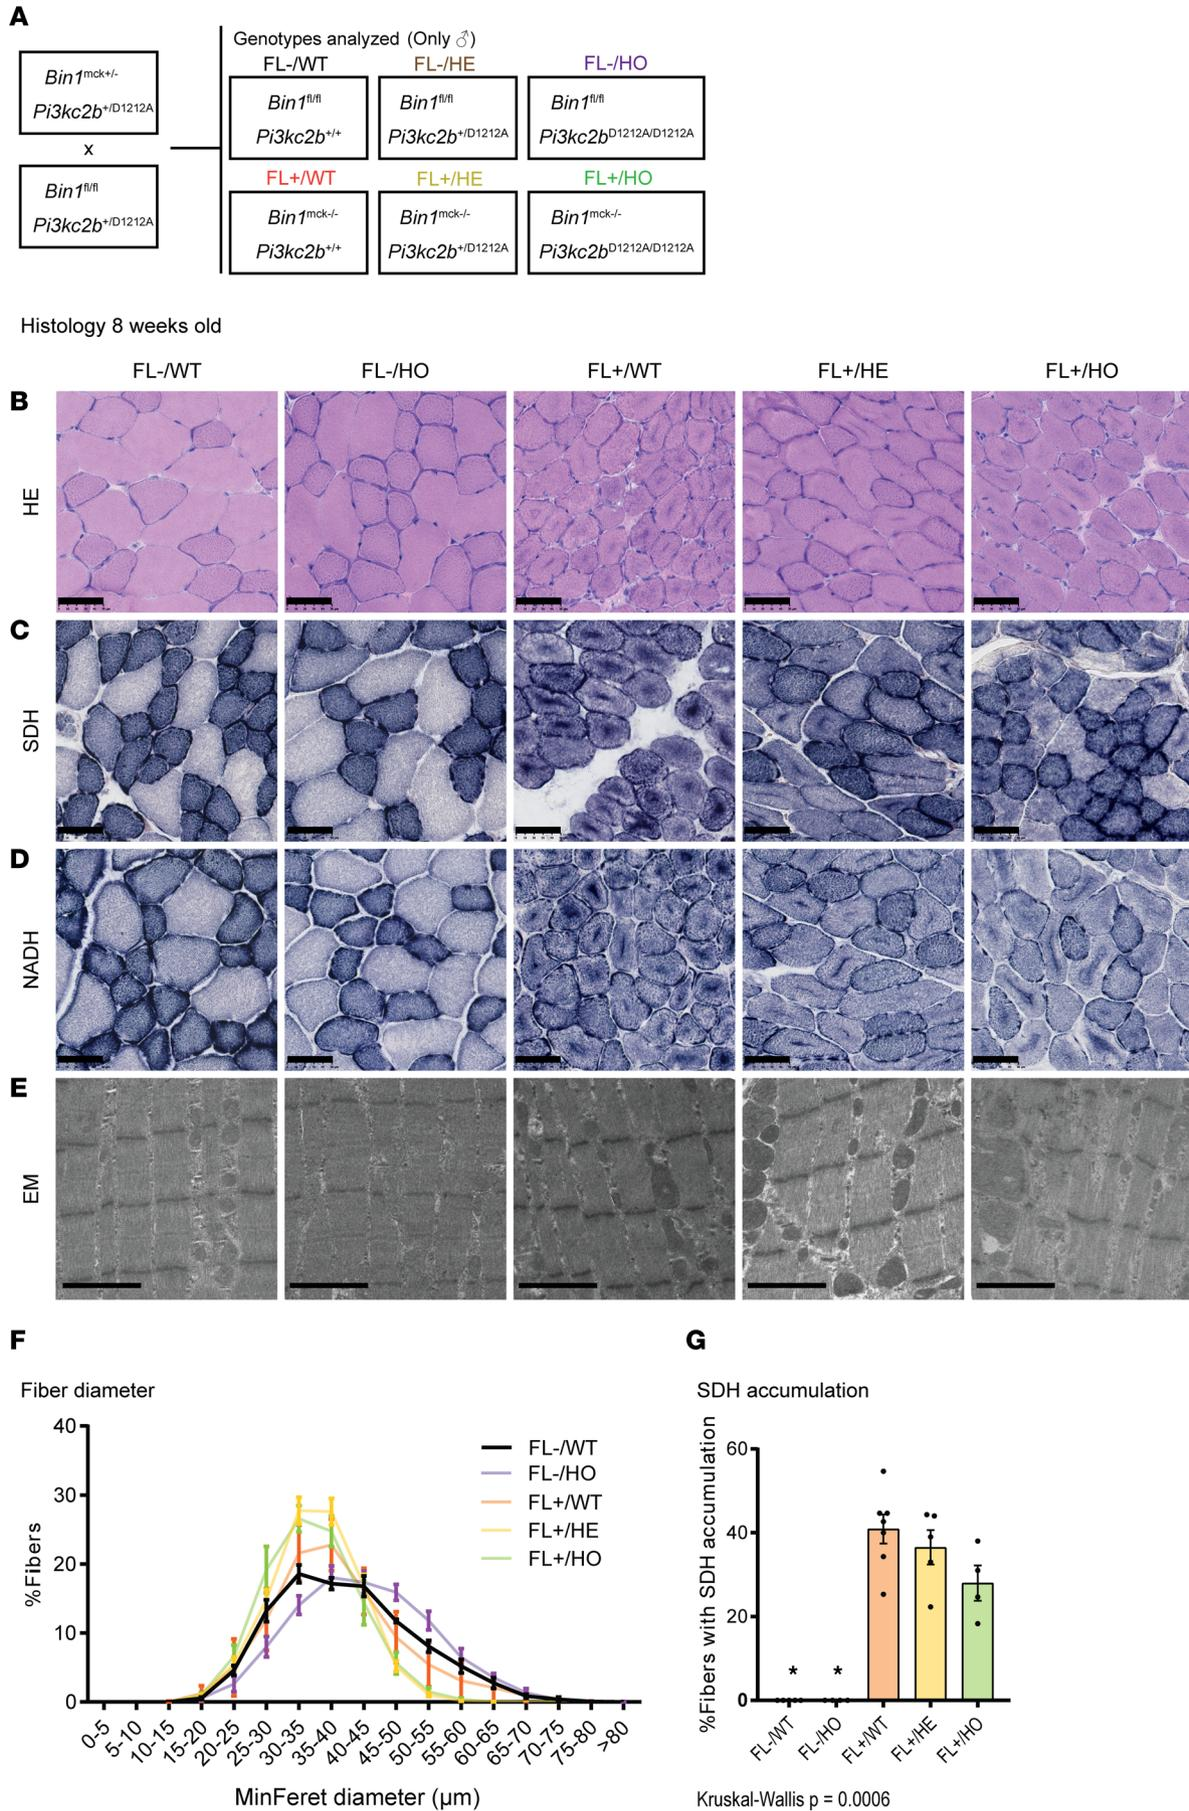 A
Genotypes analyzed (Only ♂)
FL-/WT FL-/HE FL-/HO
Bin1mck+/-
Pi3kc2b+/D1212A
x
Bin1fl/fl
Pi3kc2b+/D1212A
Bin1fl/fl
Pi3kc2b+/+
Bin1fl/fl
Pi3kc2b+/D1212A
Bin1fl/fl
Pi3kc2bD1212A/D1212A
FL+/WT FL+/HE FL+/HO
Bin1mck-/-
Pi3kc2b+/+
Bin1mck-/-
Pi3kc2b+/D1212A
Bin1mck-/-
Pi3kc2bD1212A/D1212A
Histology 8 weeks old
FL-/WT FL-/HO FL+/WT FL+/HE FL+/HO
B
HE
C
SDH
D
NADH
E
EM
F
Fiber diameter
%Fibers
40
30
20
10
0
FL-/WT
FL-/HO
FL+/WT
FL+/HE
FL+/HO
0-5 5-10 10-15 15-20 20-25 25-30 30-35 35-40 40-45 45-50 50-55 55-60 60-65 65-70 70-75 75-80 >80
MinFeret diameter (µm)
G
SDH accumulation
%Fibers with SDH accumulation
60
40
20
0
* *
FL-/WT FL-/HO FL+/WT FL+/HE FL+/HO
Kruskal-Wallis p = 0.0006